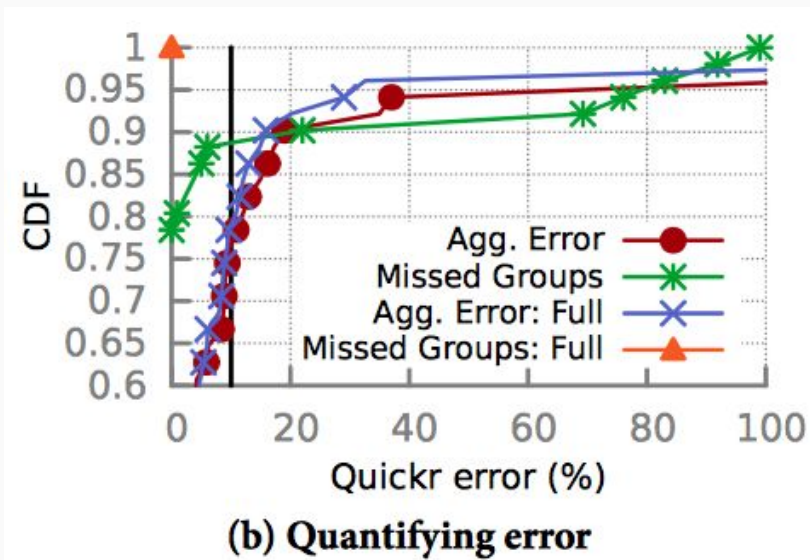 1
0.95
0.9
0.85
0.8
0.75
0.7
0.65
0.6
CDF
Agg. Error
Missed Groups
Agg. Error: Full
Missed Groups: Full
0 20 40 60 80 100
Quickr error (%)
(b) Quantifying error